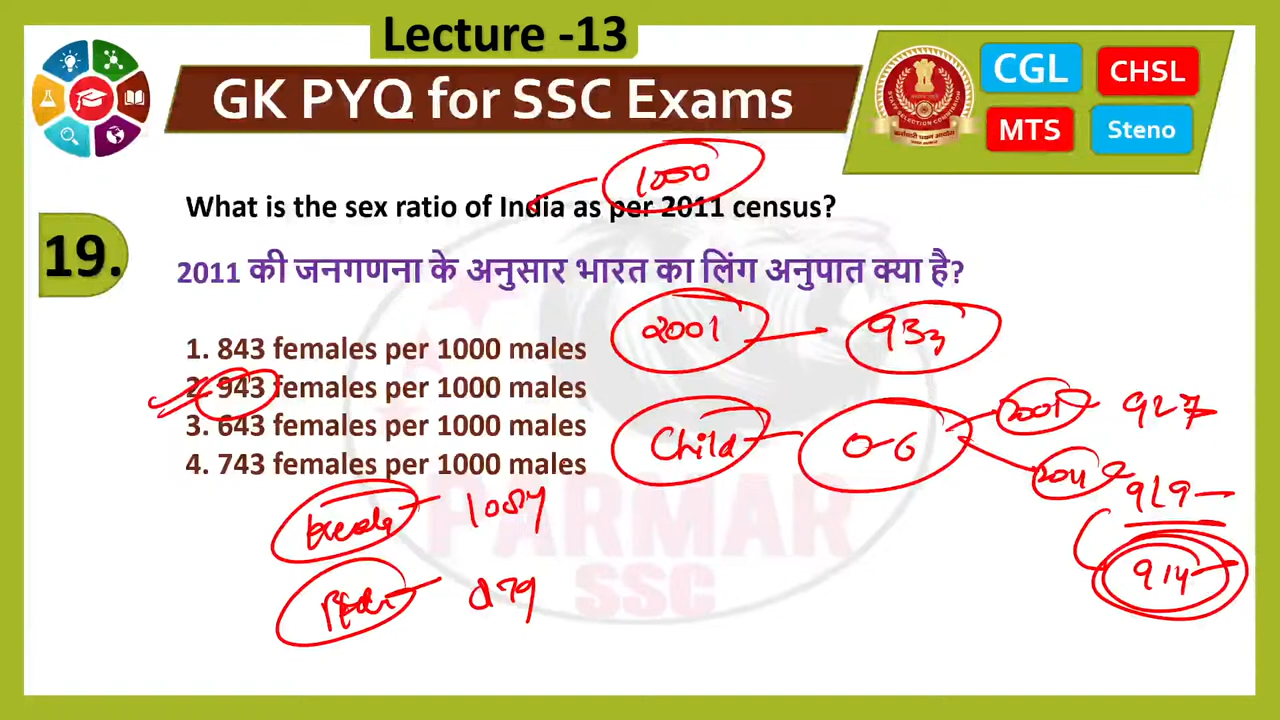 Lecture -13
GK PYQ for SSC Exams
CGL
CHSL
MTS
Steno
1000
What is the sex ratio of India as per 2011 census?
19.
2011 की जनगणना के अनुसार भारत का लिंग अनुपात क्या है?
2001 933
1. 843 females per 1000 males
2. 943 females per 1000 males
3. 643 females per 1000 males
4. 743 females per 1000 males
Child 0-6
2001 927
2011 919
914
1084
879
PARMAR
SSC